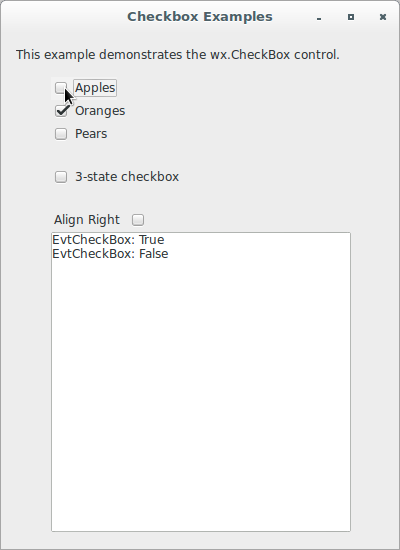 Checkbox Examples
This example demonstrates the wx.CheckBox control.
Apples
Oranges
Pears
3-state checkbox
Align Right
EvtCheckBox: True
EvtCheckBox: False